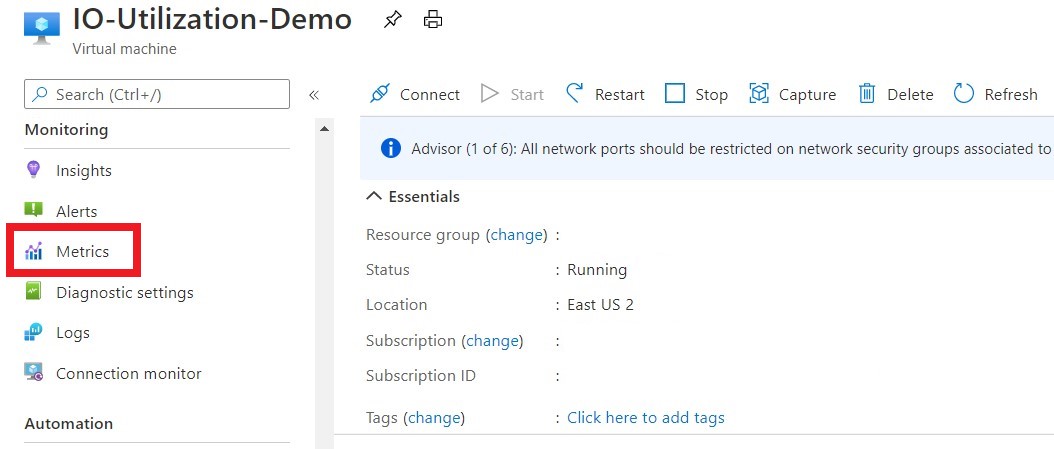 IO-Utilization-Demo
Virtual machine
Search (Ctrl+/)
«
Monitoring
Insights
Alerts
Metrics
Diagnostic settings
Logs
Connection monitor
Automation
Connect Start Restart Stop Capture Delete Refresh
Advisor (1 of 6): All network ports should be restricted on network security groups associated to
Essentials
Resource group (change) :
Status : Running
Location : East US 2
Subscription (change) :
Subscription ID :
Tags (change) : Click here to add tags